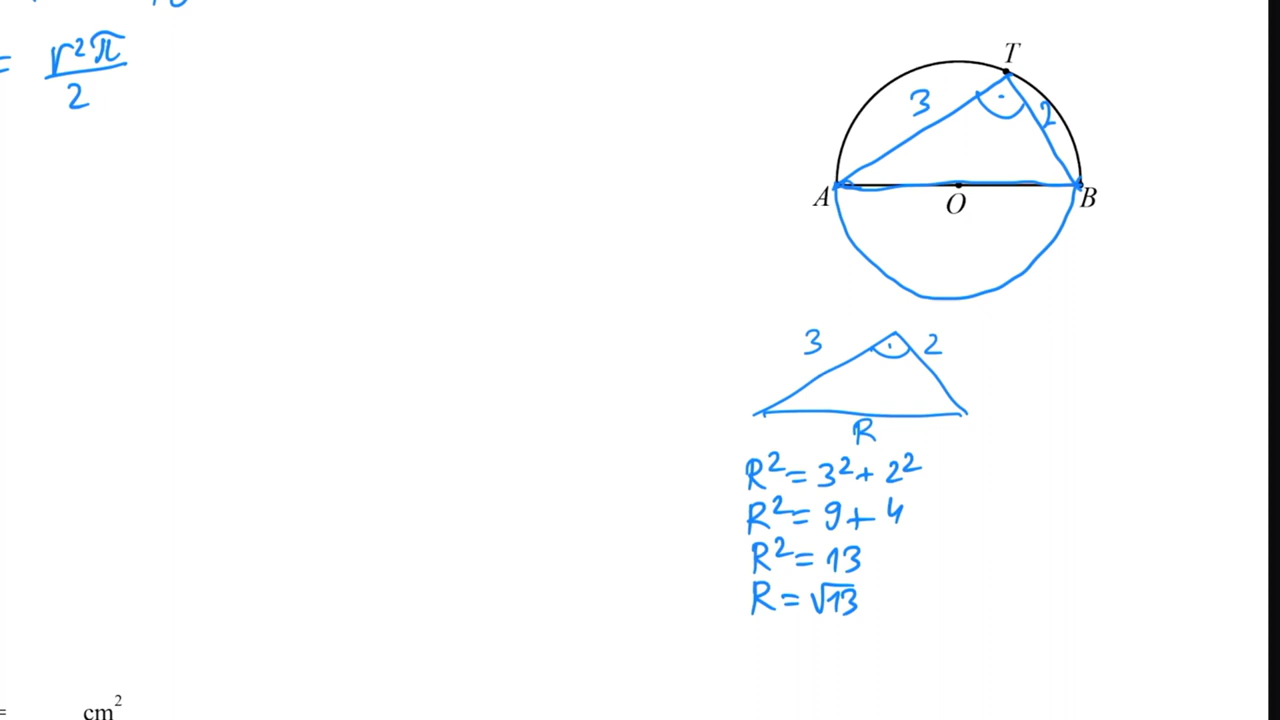 = r²π / 2
T
3
2
A
O
B
3
2
R
R² = 3² + 2²
R² = 9 + 4
R² = 13
R = √13
= cm²